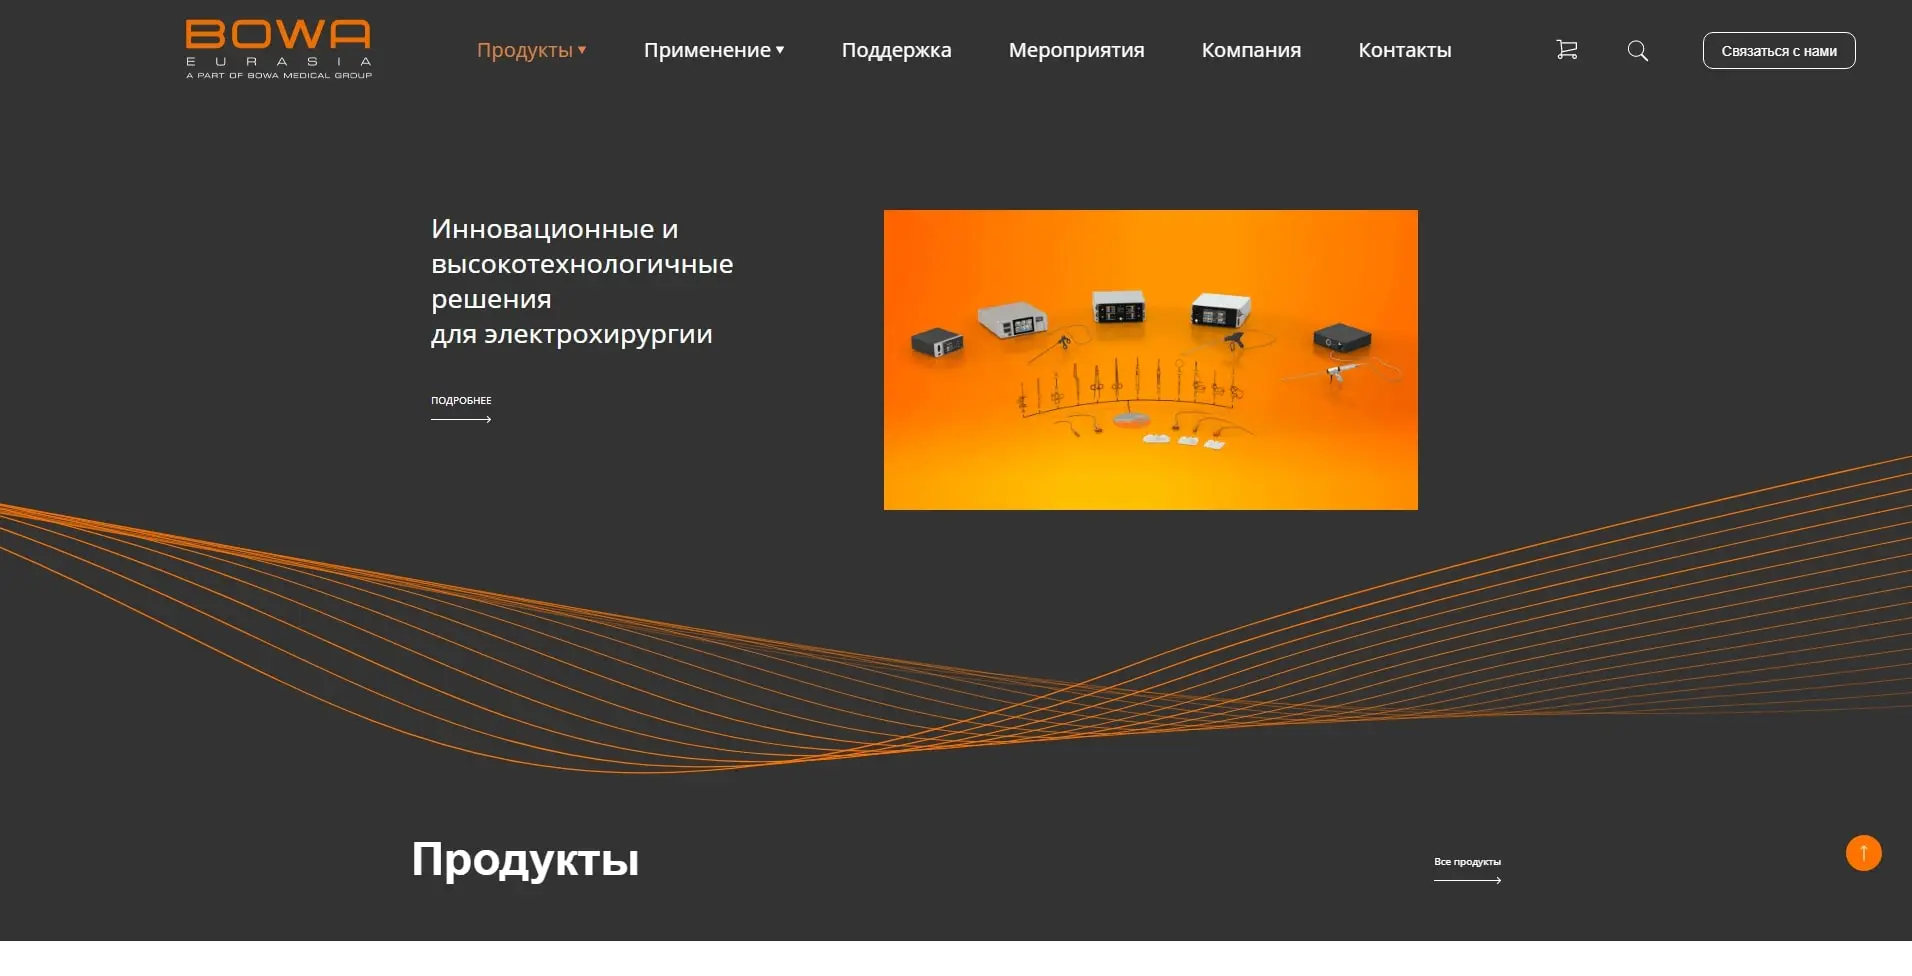 BOWA
EURASIA
A PART OF BOWA MEDICAL GROUP
Продукты ▾
Применение ▾
Поддержка
Мероприятия
Компания
Контакты
Связаться с нами
Инновационные и
высокотехнологичные
решения
для электрохирургии
ПОДРОБНЕЕ
Продукты
Все продукты